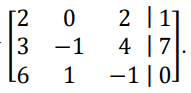 [2 0 2 | 1]
[3 −1 4 | 7].
[6 1 −1 | 0]